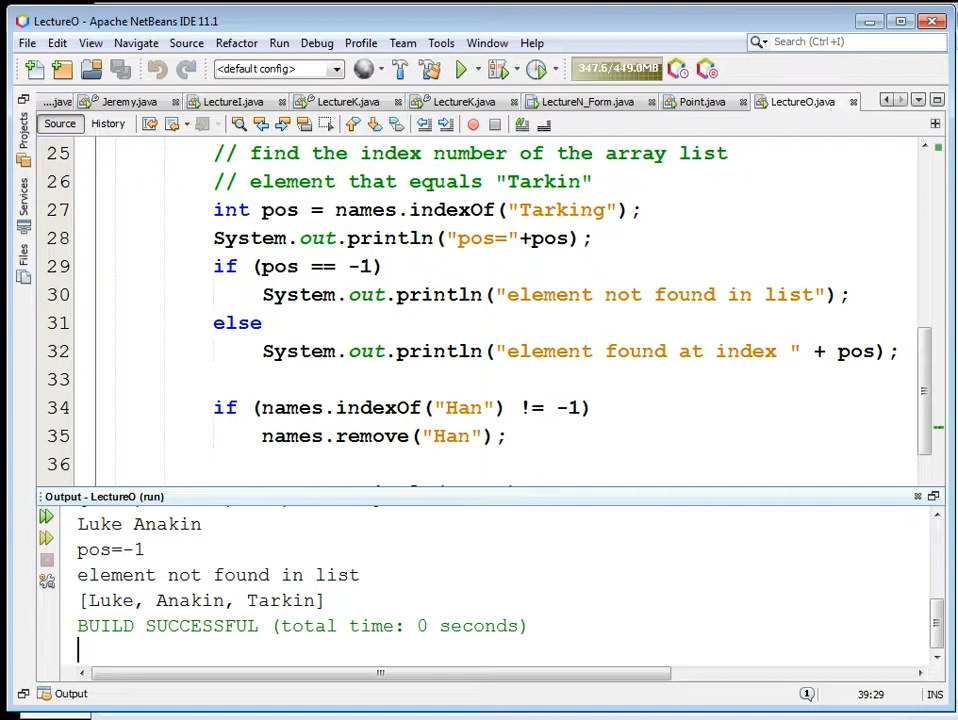 LectureO - Apache NetBeans IDE 11.1
File Edit View Navigate Source Refactor Run Debug Profile Team Tools Window Help
Search (Ctrl+I)
<default config>
347.6/449.0MB
....java Jeremy.java LectureI.java LectureK.java LectureK.java LectureN_Form.java Point.java LectureO.java
Source History
Projects
Services
Files
25 // find the index number of the array list
26 // element that equals "Tarkin"
27 int pos = names.indexOf("Tarking");
28 System.out.println("pos="+pos);
29 if (pos == -1)
30 System.out.println("element not found in list");
31 else
32 System.out.println("element found at index " + pos);
33
34 if (names.indexOf("Han") != -1)
35 names.remove("Han");
36
Output - LectureO (run)
Luke Anakin
pos=-1
element not found in list
[Luke, Anakin, Tarkin]
BUILD SUCCESSFUL (total time: 0 seconds)
Output
1
39:29
INS